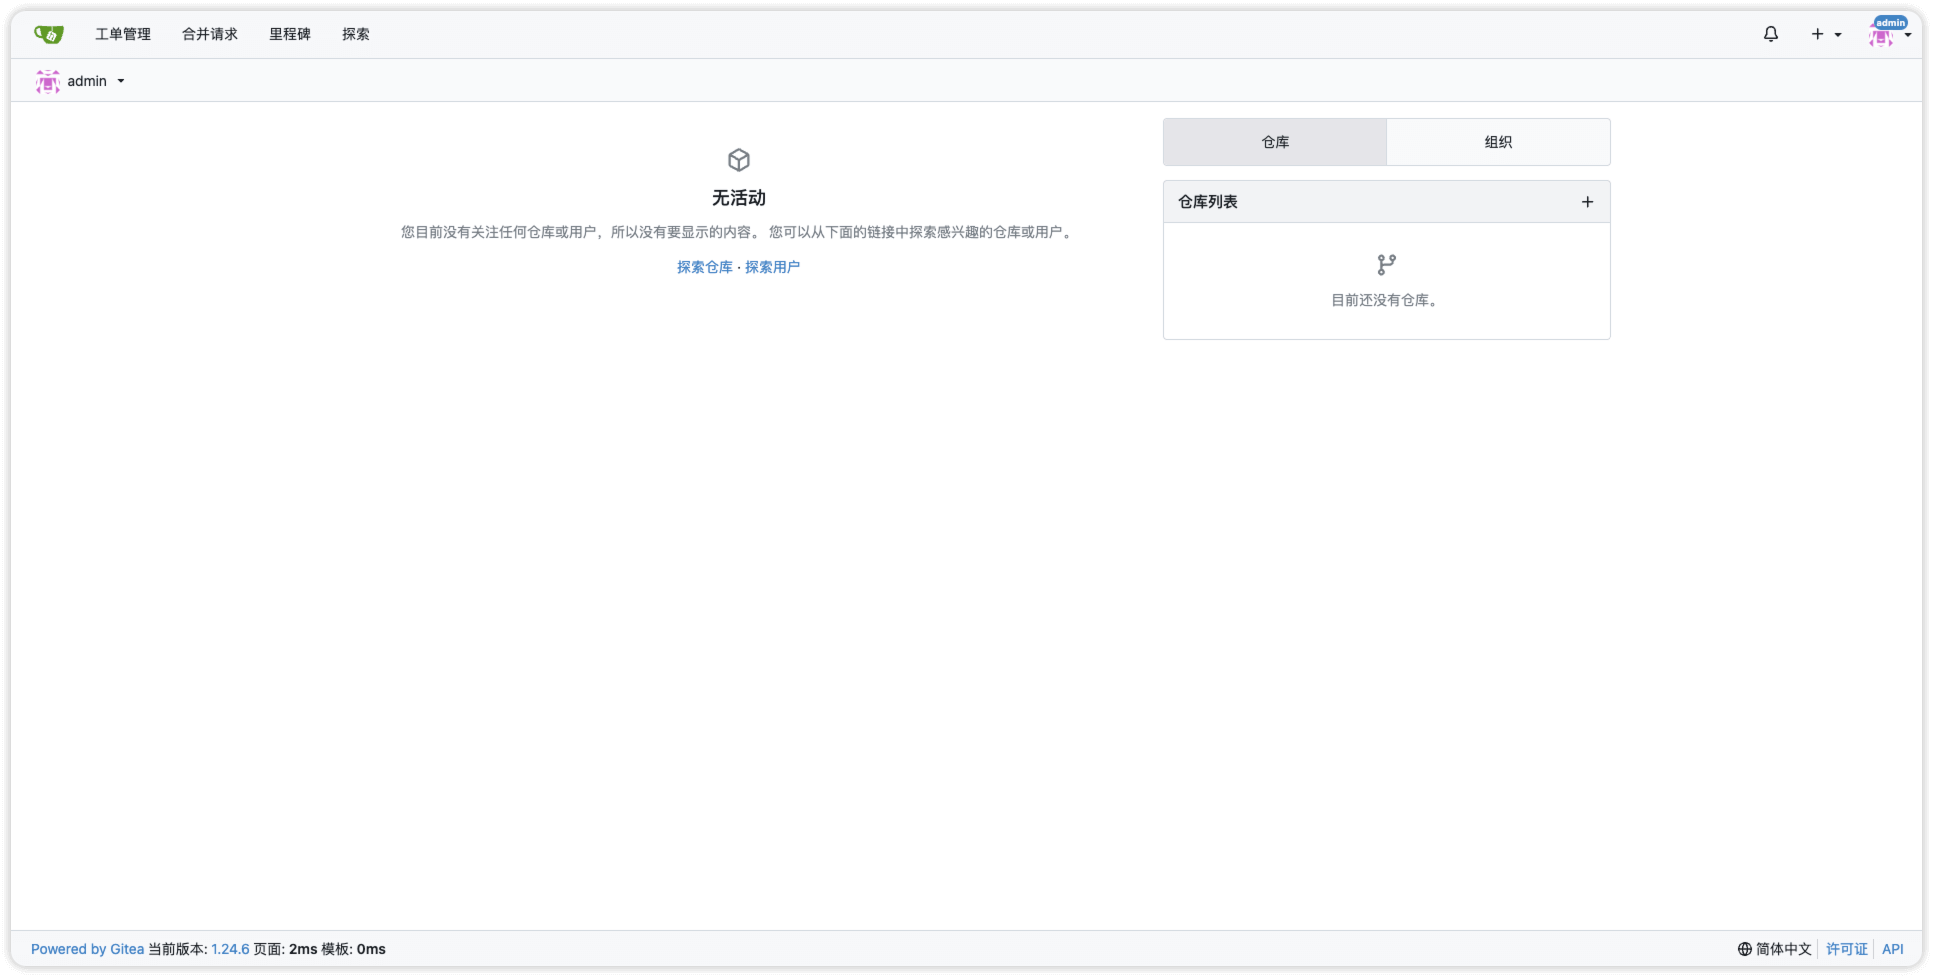 工单管理 合并请求 里程碑 探索 admin
admin
仓库 组织
无活动
您目前没有关注任何仓库或用户，所以没有要显示的内容。 您可以从下面的链接中探索感兴趣的仓库或用户。
探索仓库 · 探索用户
仓库列表
目前还没有仓库。
Powered by Gitea 当前版本: 1.24.6 页面: 2ms 模板: 0ms 简体中文 许可证 API